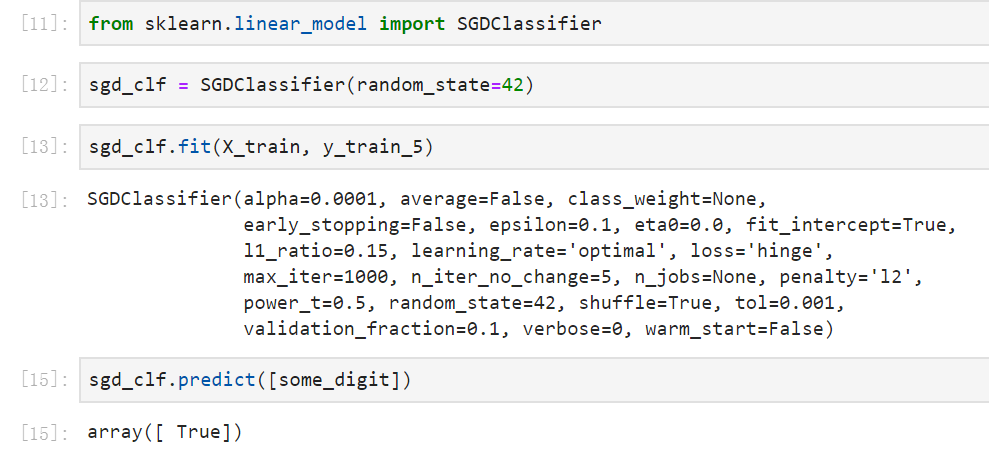 [11]: from sklearn.linear_model import SGDClassifier
[12]: sgd_clf = SGDClassifier(random_state=42)
[13]: sgd_clf.fit(X_train, y_train_5)
[13]: SGDClassifier(alpha=0.0001, average=False, class_weight=None,
early_stopping=False, epsilon=0.1, eta0=0.0, fit_intercept=True,
l1_ratio=0.15, learning_rate='optimal', loss='hinge',
max_iter=1000, n_iter_no_change=5, n_jobs=None, penalty='l2',
power_t=0.5, random_state=42, shuffle=True, tol=0.001,
validation_fraction=0.1, verbose=0, warm_start=False)
[15]: sgd_clf.predict([some_digit])
[15]: array([ True])